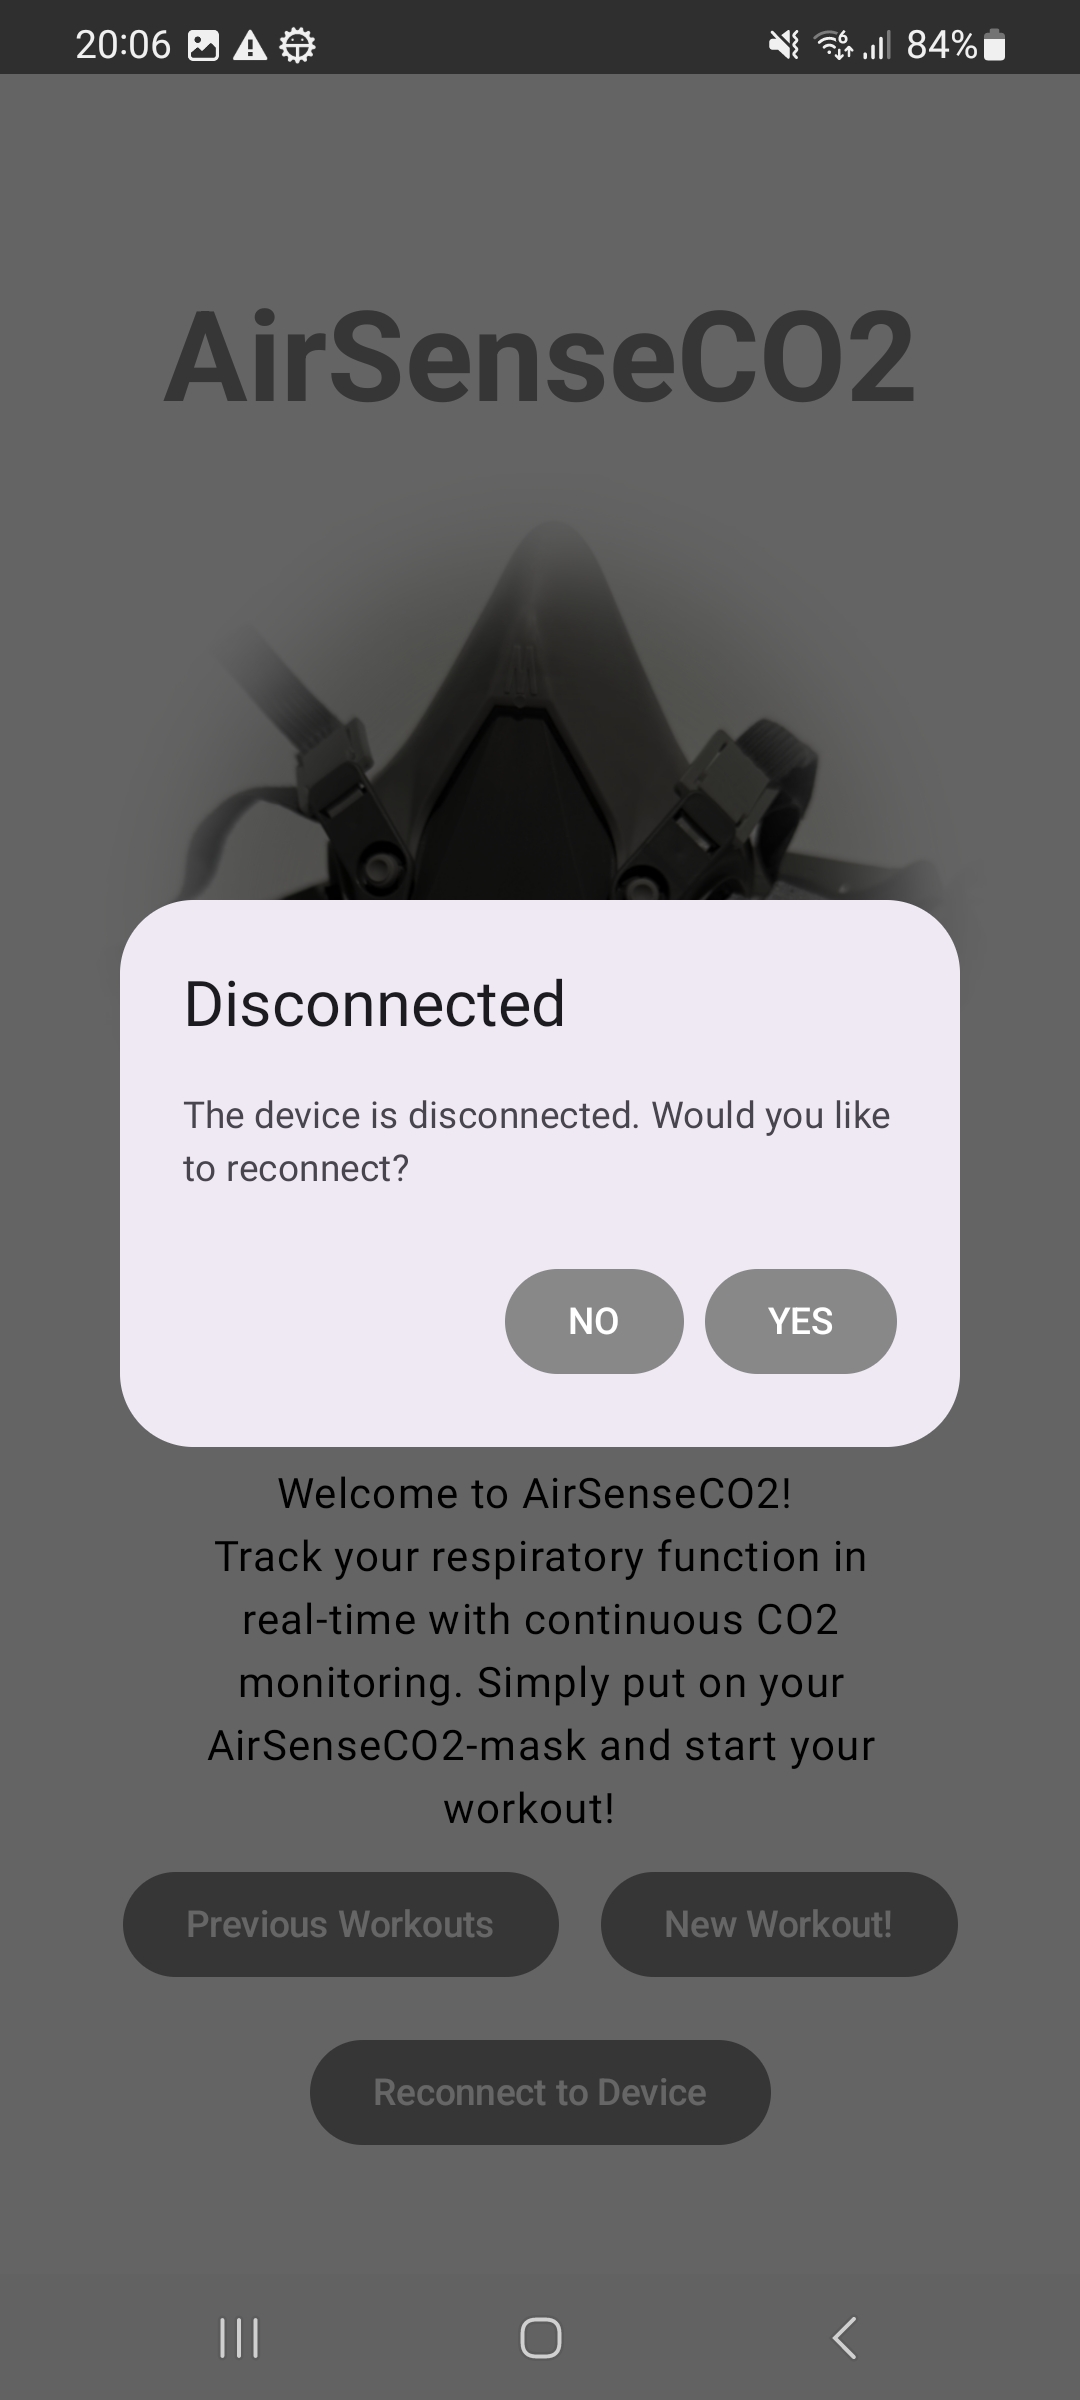 20:06
84%
AirSenseCO2
Disconnected
The device is disconnected. Would you like
to reconnect?
NO
YES
Welcome to AirSenseCO2!
Track your respiratory function in
real-time with continuous CO2
monitoring. Simply put on your
AirSenseCO2-mask and start your
workout!
Previous Workouts
New Workout!
Reconnect to Device